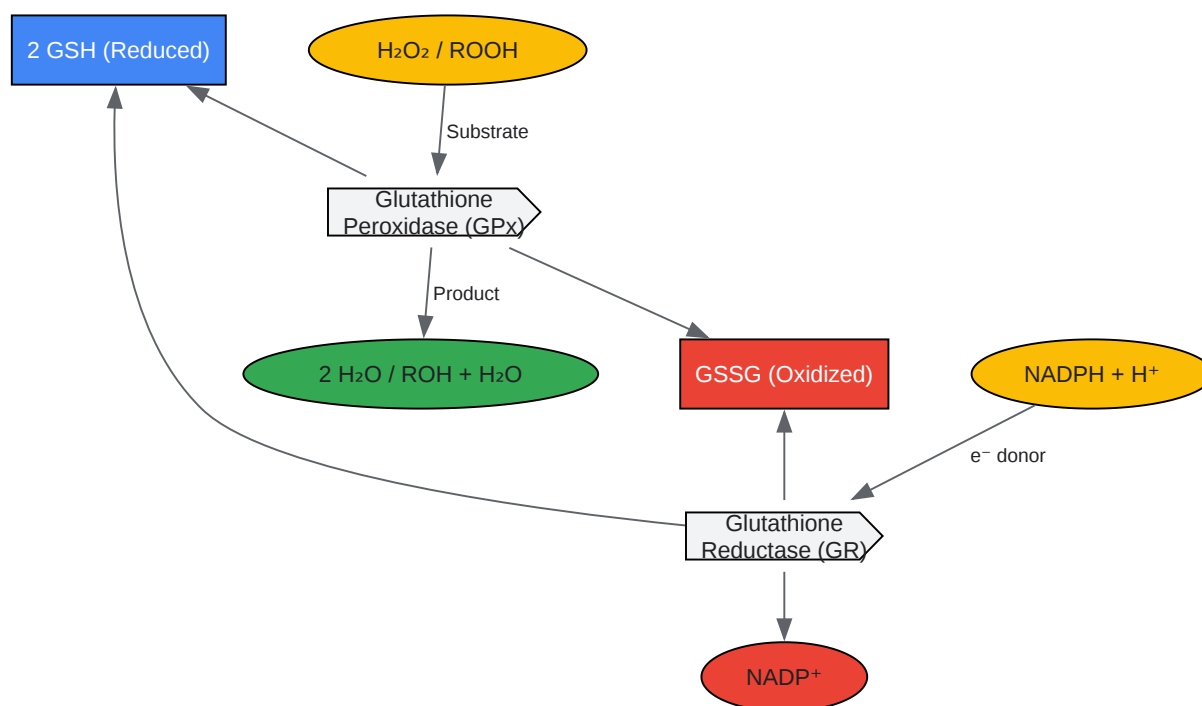 2 GSH (Reduced)
H₂O₂ / ROOH
Substrate
Glutathione
Peroxidase (GPx)
Product
2 H₂O / ROH + H₂O
GSSG (Oxidized)
NADPH + H⁺
e⁻ donor
Glutathione
Reductase (GR)
NADP⁺